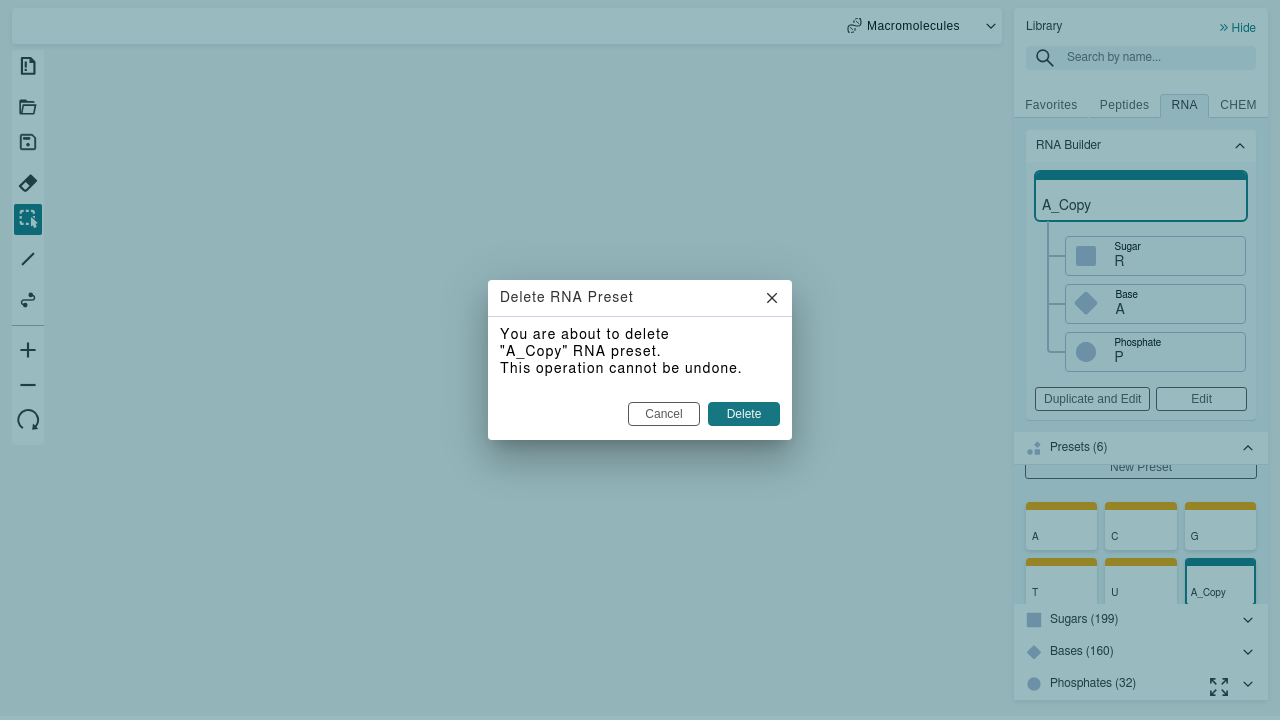 Macromolecules
Library
Hide
Search by name...
Favorites
Peptides
RNA
CHEM
RNA Builder
A_Copy
Sugar
R
Base
A
Phosphate
P
Duplicate and Edit
Edit
Presets (6)
New Preset
A
C
G
T
U
A_Copy
Sugars (199)
Bases (160)
Phosphates (32)
Delete RNA Preset
You are about to delete
"A_Copy" RNA preset.
This operation cannot be undone.
Cancel
Delete